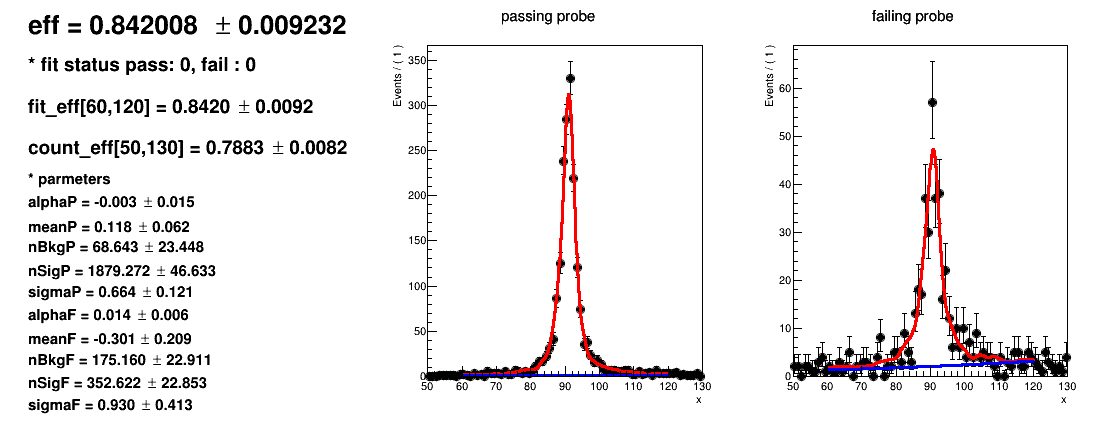 eff = 0.842008 ± 0.009232
* fit status pass: 0, fail : 0
fit_eff[60,120] = 0.8420 ± 0.0092
count_eff[50,130] = 0.7883 ± 0.0082
* parmeters
alphaP = -0.003 ± 0.015
meanP = 0.118 ± 0.062
nBkgP = 68.643 ± 23.448
nSigP = 1879.272 ± 46.633
sigmaP = 0.664 ± 0.121
alphaF = 0.014 ± 0.006
meanF = -0.301 ± 0.209
nBkgF = 175.160 ± 22.911
nSigF = 352.622 ± 22.853
sigmaF = 0.930 ± 0.413
passing probe
Events / ( 1 )
350
300
250
200
150
100
50
0
50 60 70 80 90 100 110 120 130
x
failing probe
Events / ( 1 )
60
50
40
30
20
10
0
50 60 70 80 90 100 110 120 130
x